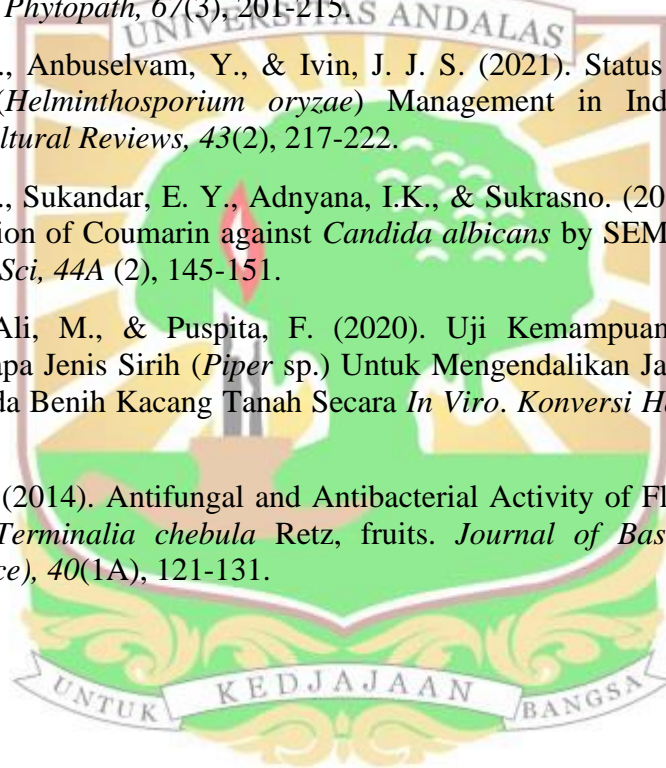 Phytopath, 67(3), 201-215.
UNIVERSITAS ANDALAS
., Anbuselvam, Y., & Ivin, J. J. S. (2021). Status
(Helminthosporium oryzae) Management in Ind
ltural Reviews, 43(2), 217-222.
., Sukandar, E. Y., Adnyana, I.K., & Sukrasno. (20
ion of Coumarin against Candida albicans by SEM
Sci, 44A (2), 145-151.
Ali, M., & Puspita, F. (2020). Uji Kemampuan
apa Jenis Sirih (Piper sp.) Untuk Mengendalikan Ja
da Benih Kacang Tanah Secara In Viro. Konversi Ha
(2014). Antifungal and Antibacterial Activity of Fl
Terminalia chebula Retz, fruits. Journal of Bas
ce), 40(1A), 121-131.
UNTUK KEDJAJAAN BANGSA